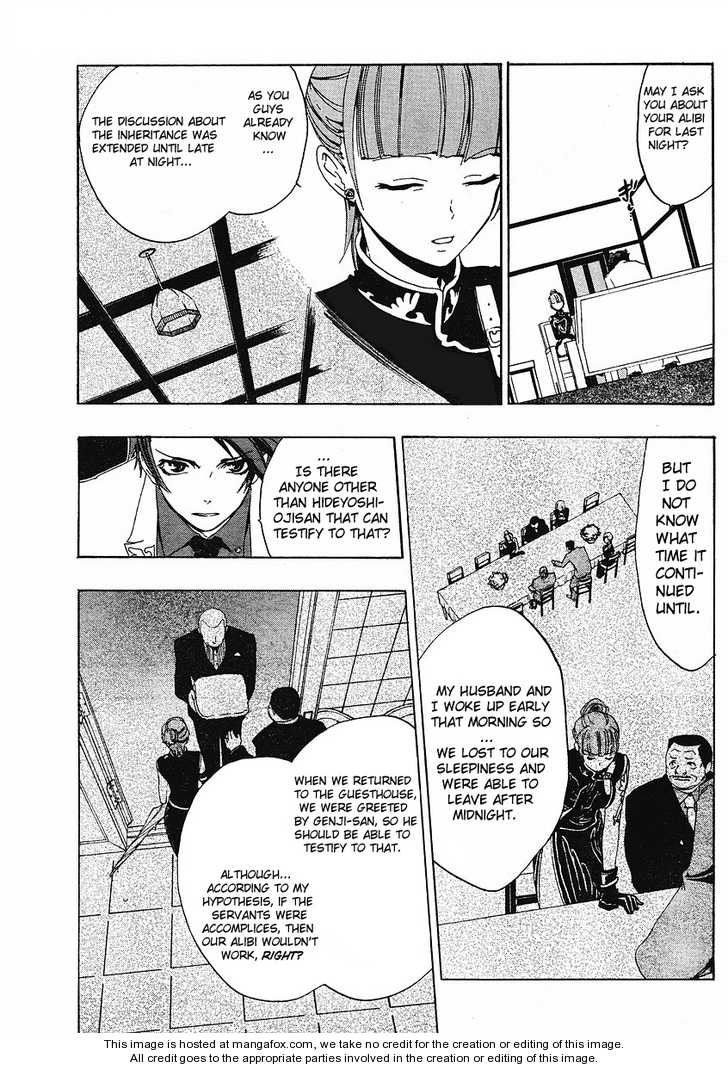 MAY I ASK
YOU ABOUT
YOUR ALIBI
FOR LAST
NIGHT?
AS YOU
GUYS
ALREADY
KNOW
...
THE DISCUSSION ABOUT
THE INHERITANCE WAS
EXTENDED UNTIL LATE
AT NIGHT...
BUT
I DO
NOT
KNOW
WHAT
TIME IT
CONTI-
NUED
UNTIL.
MY HUSBAND AND
I WOKE UP EARLY
THAT MORNING SO
...
WE LOST TO OUR
SLEEPINESS AND
WERE ABLE TO
LEAVE AFTER
MIDNIGHT.
...
IS THERE
ANYONE OTHER
THAN HIDEYOSHI-
OJISAN THAT CAN
TESTIFY TO THAT?
WHEN WE RETURNED
TO THE GUESTHOUSE,
WE WERE GREETED
BY GENJI-SAN, SO HE
SHOULD BE ABLE TO
TESTIFY TO THAT.
ALTHOUGH...
ACCORDING TO MY
HYPOTHESIS, IF THE
SERVANTS WERE
ACCOMPLICES, THEN
OUR ALIBI WOULDN'T
WORK, RIGHT?
This image is hosted at mangafox.com, we take no credit for the creation or editing of this image.
All credit goes to the appropriate parties involved in the creation or editing of this image.